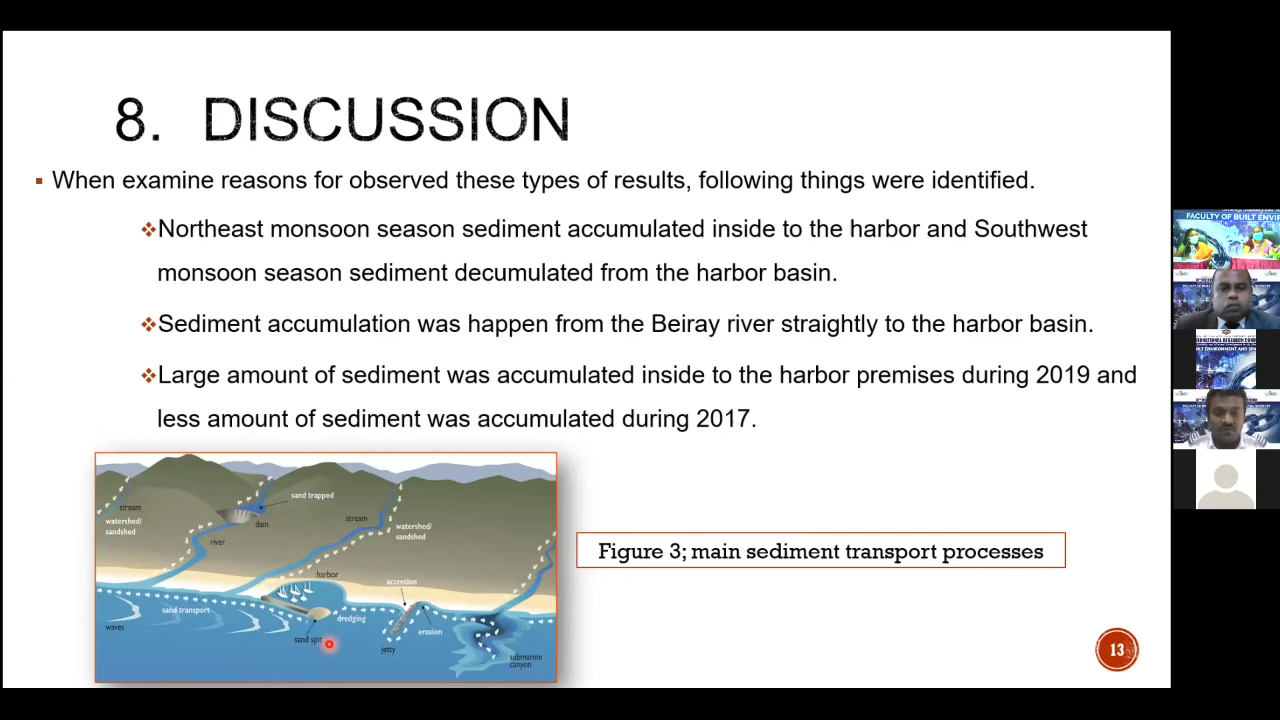 8. DISCUSSION
When examine reasons for observed these types of results, following things were identified.
Northeast monsoon season sediment accumulated inside to the harbor and Southwest
monsoon season sediment decumulated from the harbor basin.
Sediment accumulation was happen from the Beiray river straightly to the harbor basin.
Large amount of sediment was accumulated inside to the harbor premises during 2019 and
less amount of sediment was accumulated during 2017.
sand trapped
stream
dam
watershed/
sandshed
stream
watershed/
sandshed
river
harbor
accretion
sand transport
dredging
waves
sand spit
erosion
jetty
submarine
canyon
Figure 3; main sediment transport processes
13
FACULTY OF BUILT